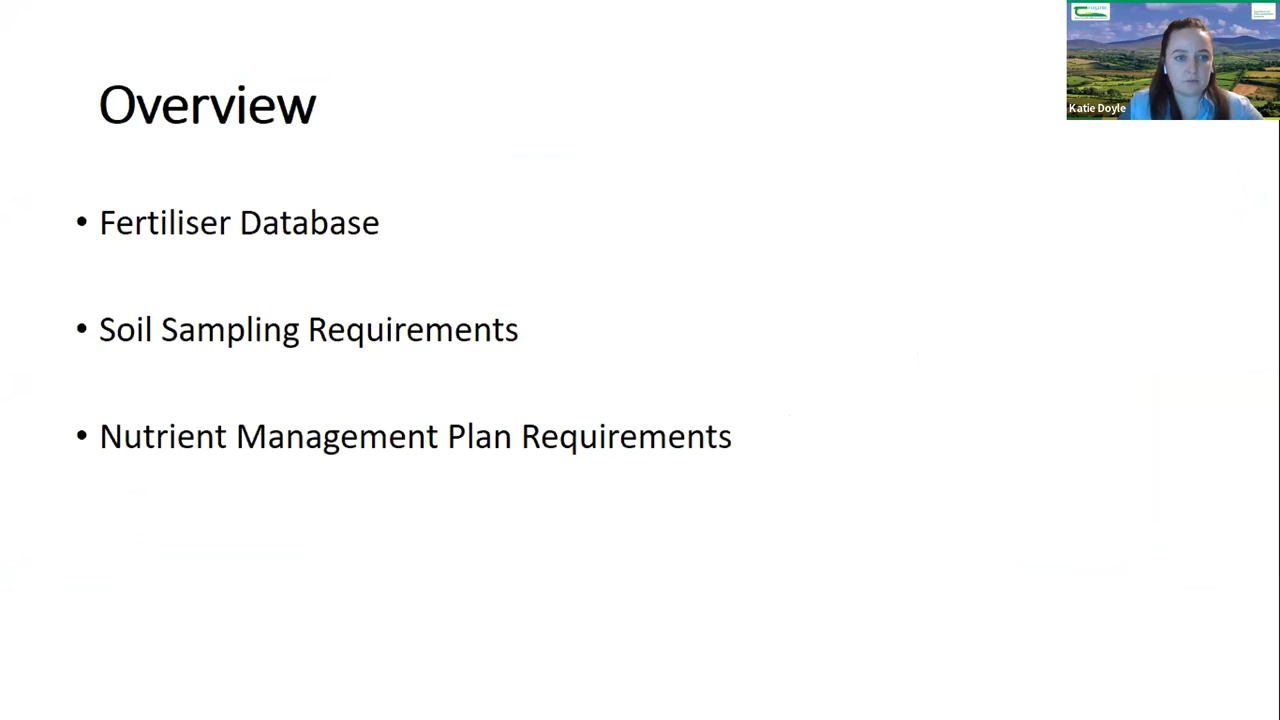 Overview
• Fertiliser Database
• Soil Sampling Requirements
• Nutrient Management Plan Requirements
Katie Doyle